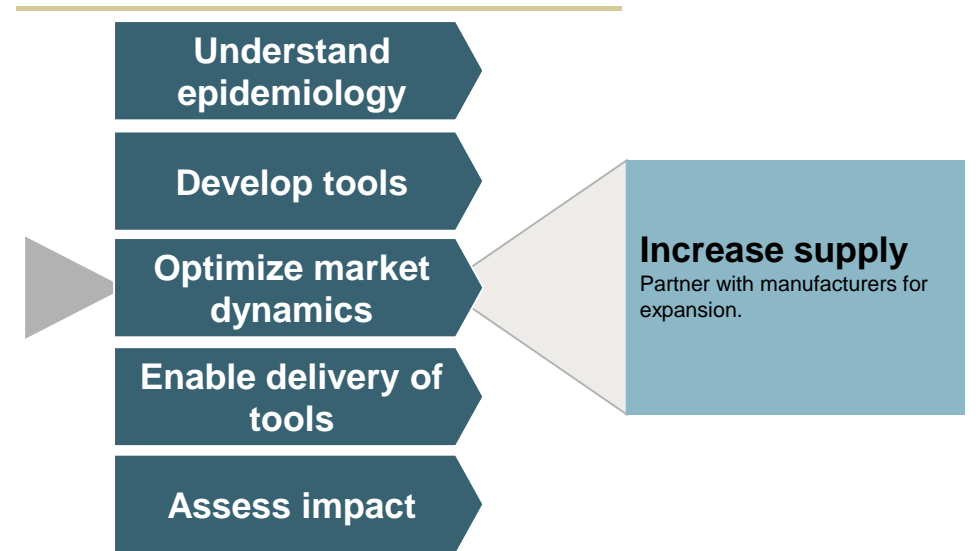 Understand
epidemiology
Develop tools
Optimize market
dynamics
Enable delivery of
tools
Assess impact
Increase supply
Partner with manufacturers for
expansion.